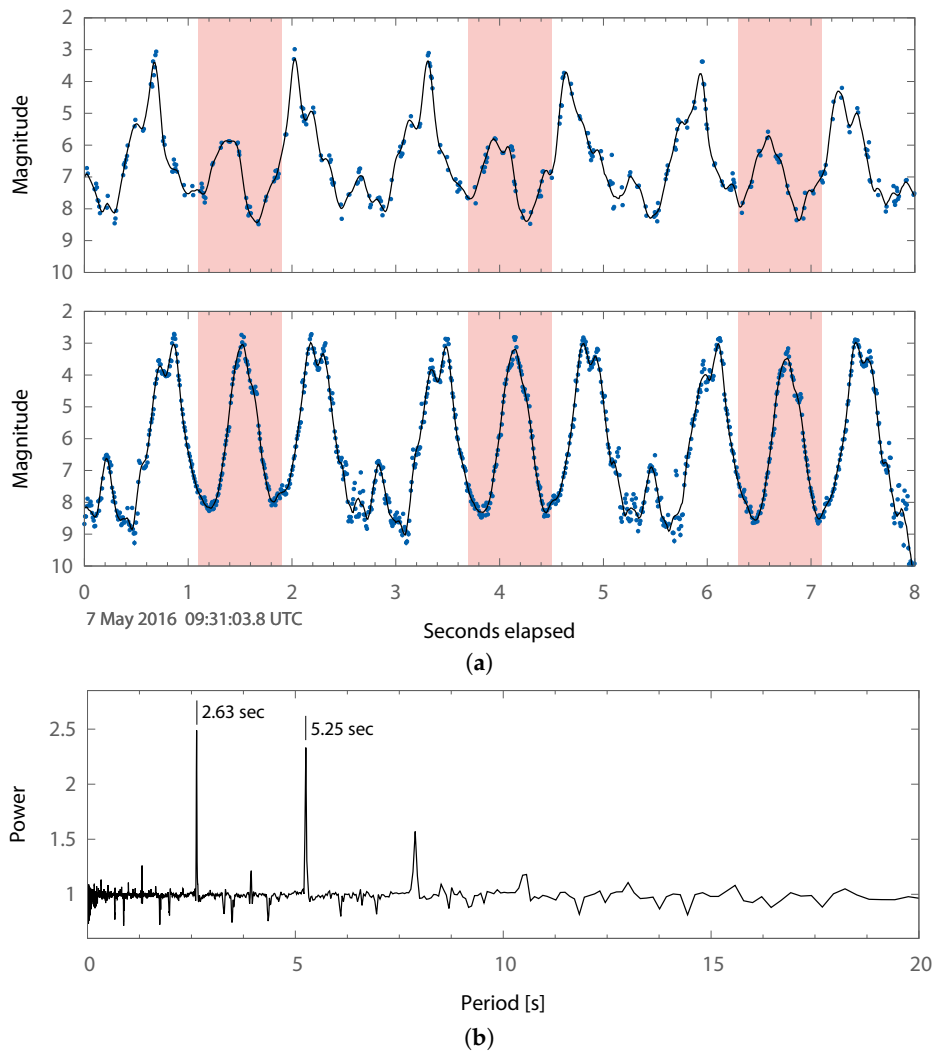 2
3
4
5
6
7
8
9
10
Magnitude
2
3
4
5
6
7
8
9
10
Magnitude
0 1 2 3 4 5 6 7 8
7 May 2016 09:31:03.8 UTC
Seconds elapsed
(a)
2.63 sec
5.25 sec
2.5
2
1.5
1
Power
0 5 10 15 20
Period [s]
(b)